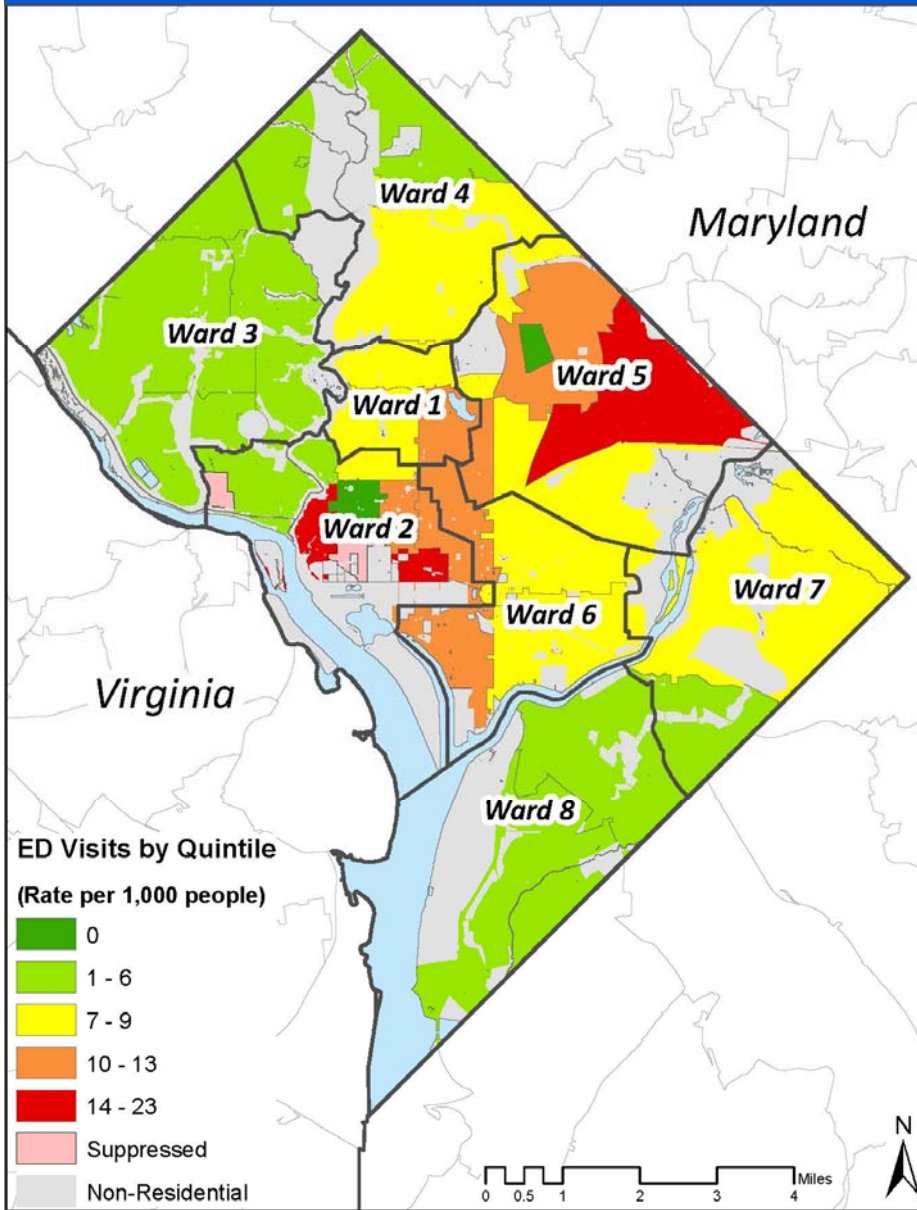 Ward 4
Maryland
Ward 3
Ward 5
Ward 1
Ward 2
Ward 7
Ward 6
Virginia
Ward 8
ED Visits by Quintile
(Rate per 1,000 people)
0
1 - 6
7 - 9
10 - 13
14 - 23
Suppressed
Non-Residential
N
Miles
0 0.5 1 2 3 4